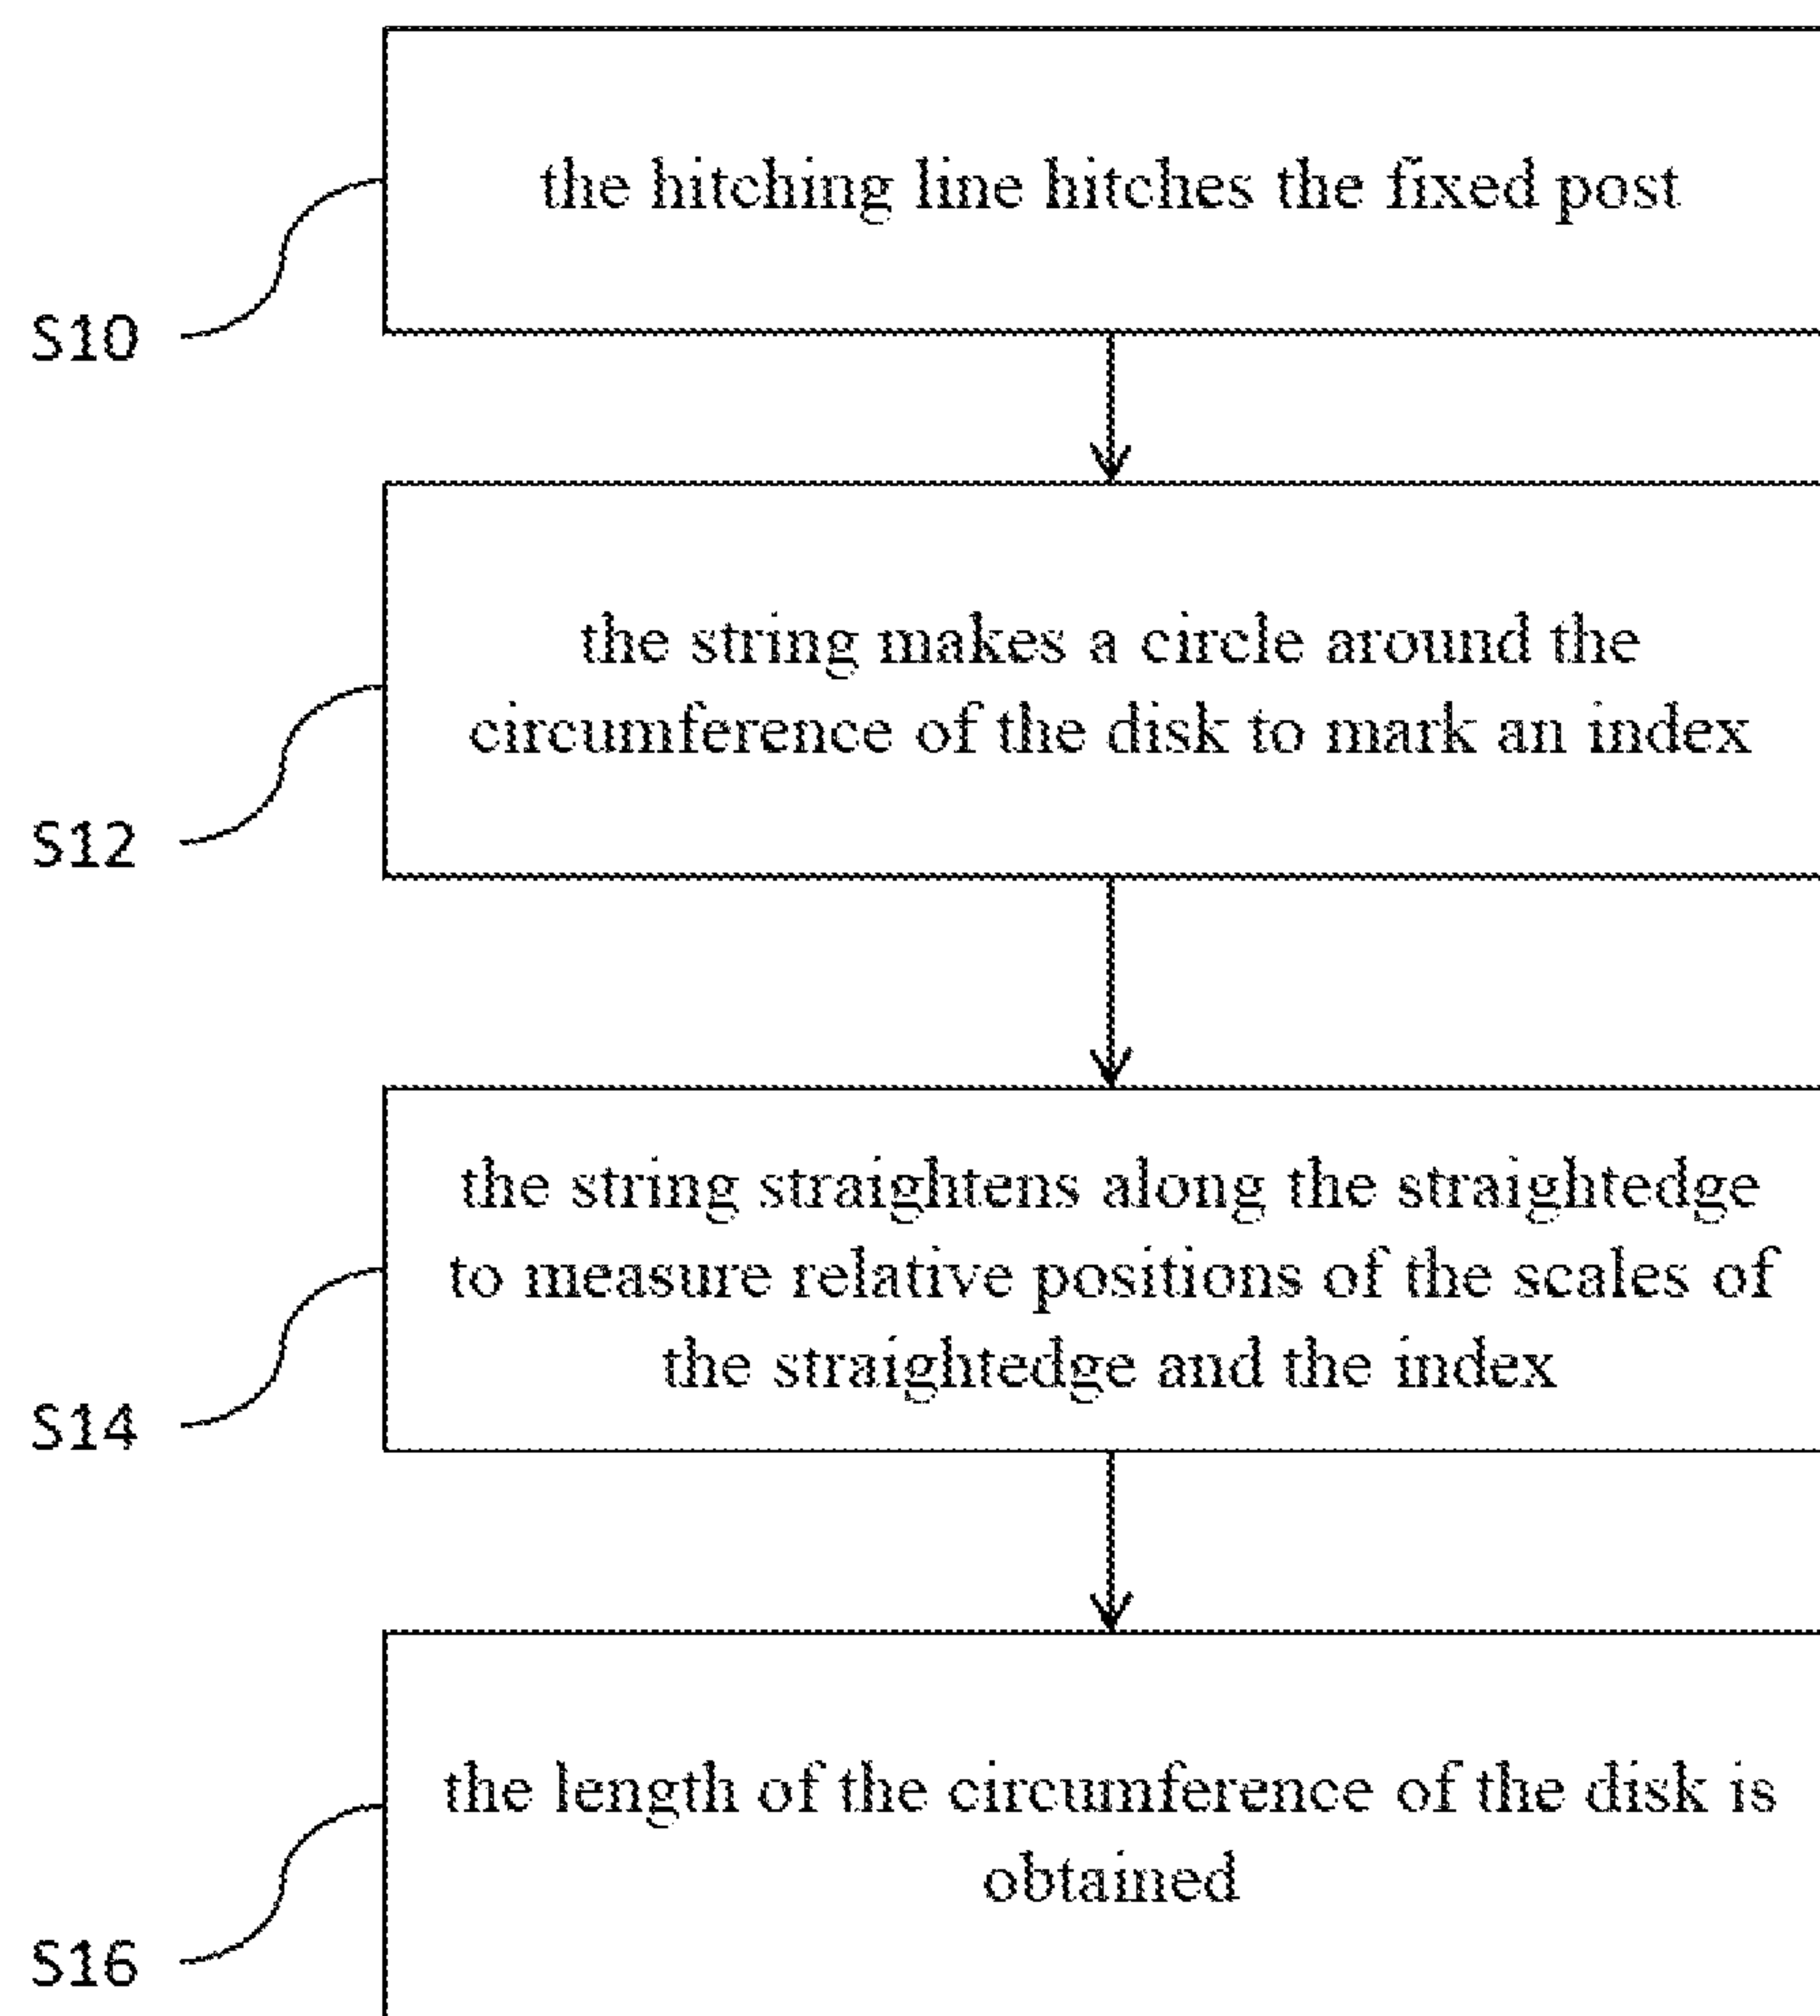 the hitching line hitches the fixed post
S10
the string makes a circle around the
circumference of the disk to mark an index
S12
the string straightens along the straightedge
to measure relative positions of the scales of
the straightedge and the index
S14
the length of the circumference of the disk is
obtained
S16